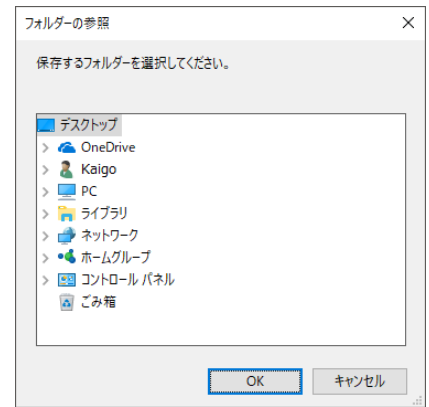 フォルダーの参照
保存するフォルダーを選択してください。
デスクトップ
OneDrive
Kaigo
PC
ライブラリ
ネットワーク
ホームグループ
コントロール パネル
ごみ箱
OK
キャンセル